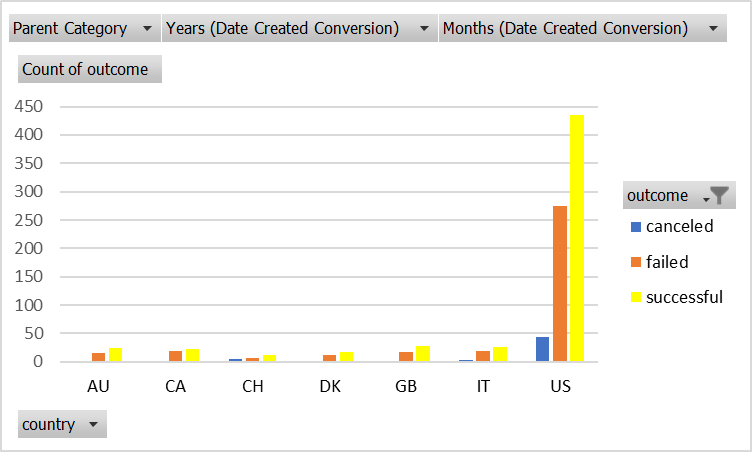 Parent Category Years (Date Created Conversion) Months (Date Created Conversion)
Count of outcome
450
400
350
300
250
200
150
100
50
0
AU CA CH DK GB IT US
outcome
canceled
failed
successful
country